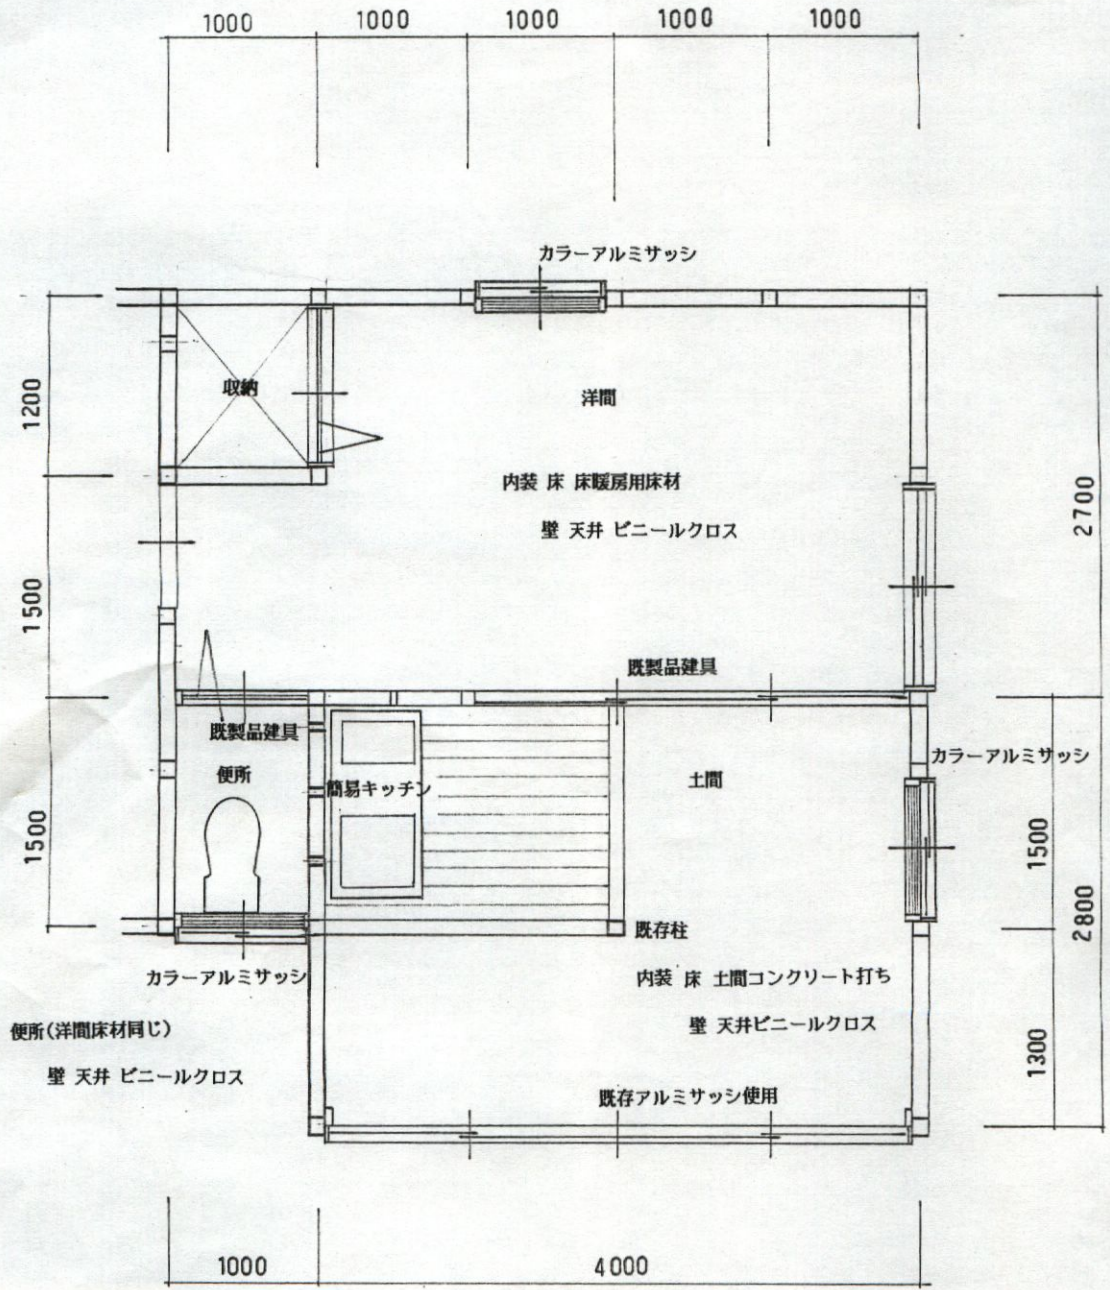 1000 1000 1000 1000 1000
カラーアルミサッシ
1200
収納
洋間
2700
内装 床 床暖房用床材
壁 天井 ビニールクロス
1500
既製品建具
既製品建具
カラーアルミサッシ
便所
土間
簡易キッチン
1500
1500
2800
既存柱
カラーアルミサッシ
内装 床 土間コンクリート打ち
便所(洋間床材同じ)
壁 天井ビニールクロス
壁 天井 ビニールクロス
1300
既存アルミサッシ使用
1000
4000